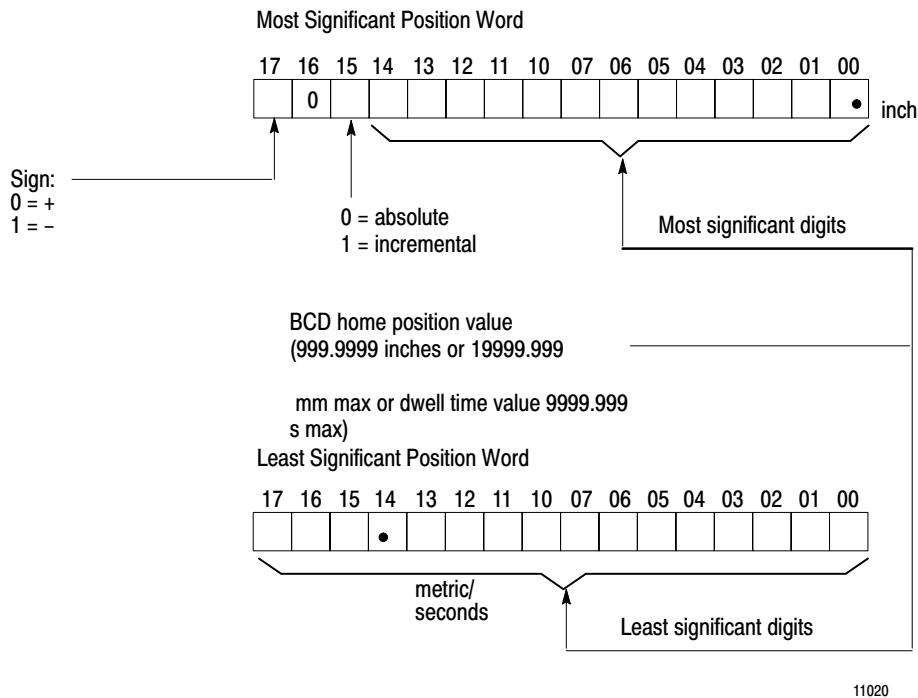 Most Significant Position Word
17 16 15 14 13 12 11 10 07 06 05 04 03 02 01 00
0
inch
Sign:
0 = +
1 = –
0 = absolute
1 = incremental
Most significant digits
BCD home position value
(999.9999 inches or 19999.999
mm max or dwell time value 9999.999
s max)
Least Significant Position Word
17 16 15 14 13 12 11 10 07 06 05 04 03 02 01 00
metric/
seconds
Least significant digits
11020